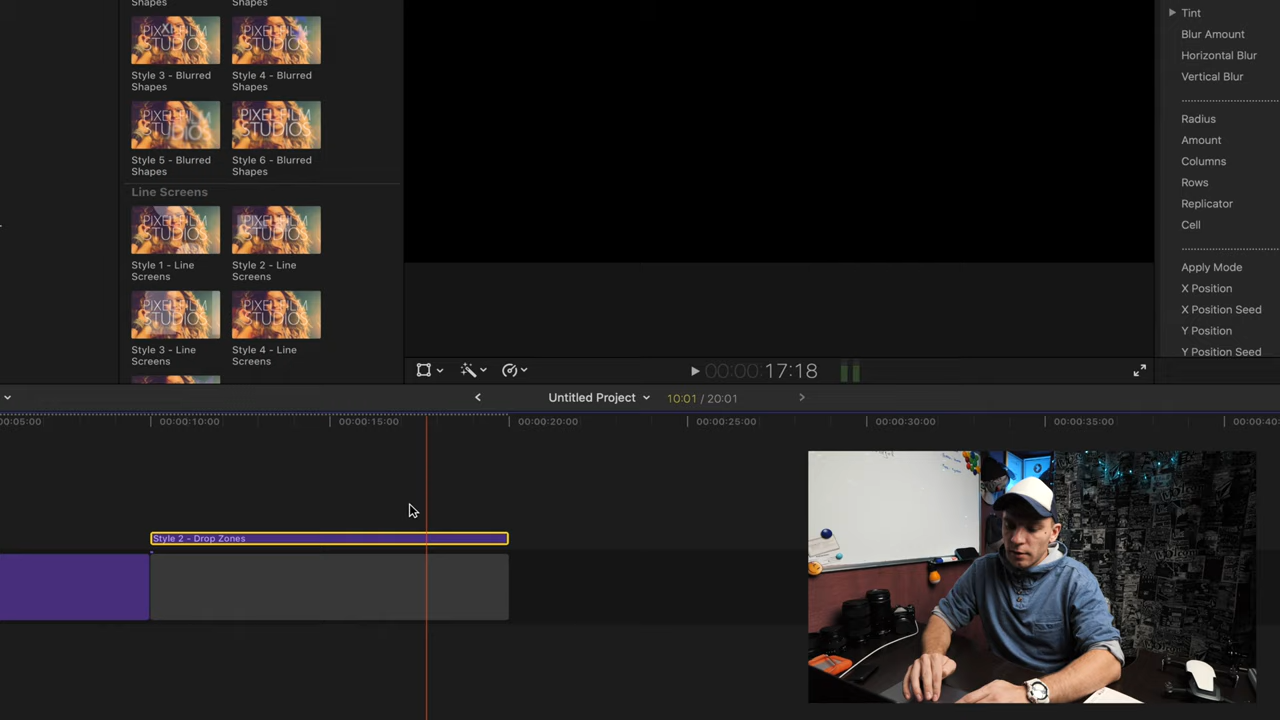 Shapes
Shapes
PIXEL FILM
STUDIOS
PIXEL FILM
STUDIOS
Style 3 - Blurred
Shapes
Style 4 - Blurred
Shapes
PIXEL FILM
STUDIOS
PIXEL FILM
STUDIOS
Style 5 - Blurred
Shapes
Style 6 - Blurred
Shapes
Line Screens
PIXEL FILM
STUDIOS
PIXEL FILM
STUDIOS
Style 1 - Line
Screens
Style 2 - Line
Screens
PIXEL FILM
STUDIOS
PIXEL FILM
STUDIOS
Style 3 - Line
Screens
Style 4 - Line
Screens
Tint
Blur Amount
Horizontal Blur
Vertical Blur
Radius
Amount
Columns
Rows
Replicator
Cell
Apply Mode
X Position
X Position Seed
Y Position
Y Position Seed
00:00:17:18
Untitled Project
10:01 / 20:01
00:05:00
00:00:10:00
00:00:15:00
00:00:20:00
00:00:25:00
00:00:30:00
00:00:35:00
00:00:40:00
Style 2 - Drop Zones